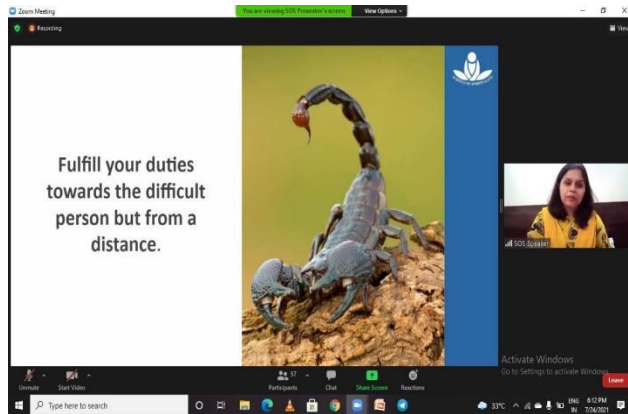 Zoom Meeting
You are viewing SOS Presenter's screen
View Options
Recording
View
Fulfill your duties
towards the difficult
person but from a
distance.
SOS-Speaker
Activate Windows
Go to Settings to activate Windows.
Unmute
Start Video
Participants
57
Chat
Share Screen
Reactions
Leave
Type here to search
33°C
ENG
IN
6:12 PM
7/24/2021